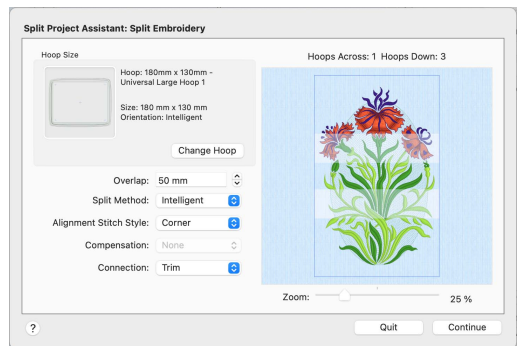 Split Project Assistant: Split Embroidery
Hoop Size
Hoop: 180mm x 130mm -
Universal
Large Hoop 1
Size: 180 mm x 130 mm
Orientation: Intelligent
Change Hoop
Overlap: 50 mm
Split Method: Intelligent
Alignment Stitch Style: Corner
Compensation: None
Connection: Trim
Hoops Across: 1 Hoops Down: 3
Zoom: 25 %
?
Quit
Continue